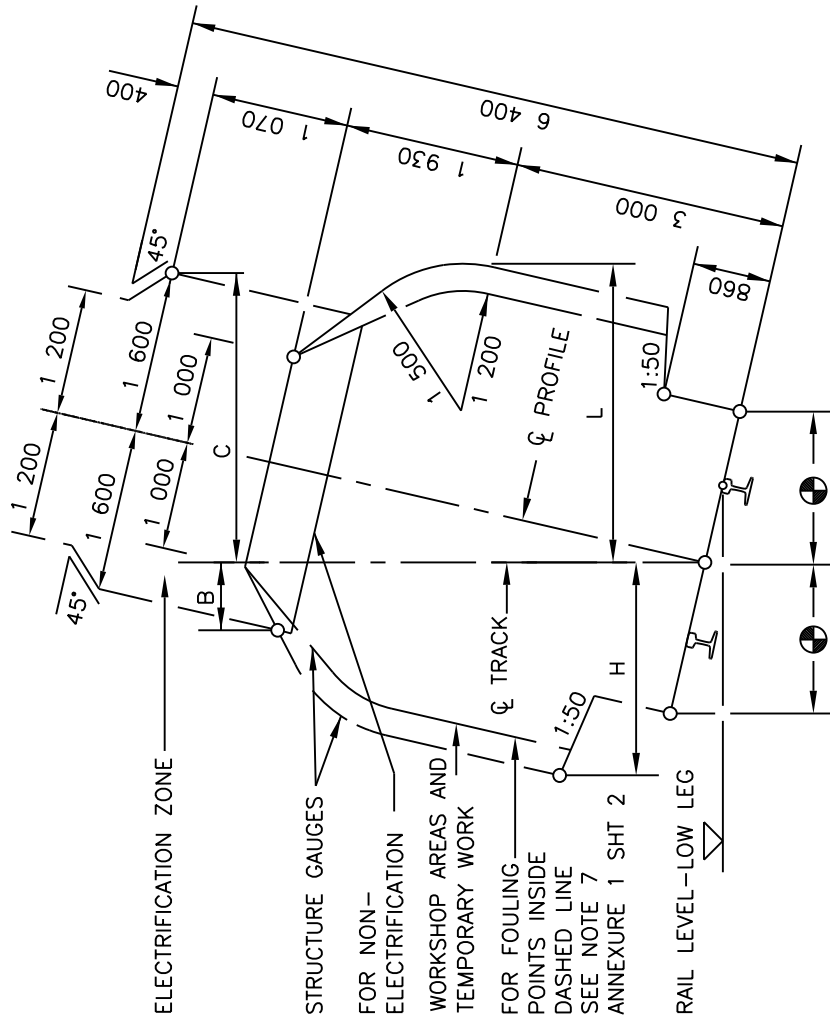 400
45°
1 200
1 200
1 600
1 600
1 000
1 000
45°
1 070
1 930
6 400
3 000
860
C
B
1 500
1 200
℄ PROFILE
L
1:50
℄ TRACK
H
1:50
ELECTRIFICATION ZONE
STRUCTURE GAUGES
FOR NON-
ELECTRIFICATION
WORKSHOP AREAS AND
TEMPORARY WORK
FOR FOULING
POINTS INSIDE
DASHED LINE
SEE NOTE 7
ANNEXURE 1 SHT 2
RAIL LEVEL-LOW LEG